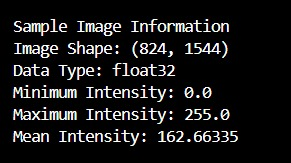 Sample Image Information
Image Shape: (824, 1544)
Data Type: float32
Minimum Intensity: 0.0
Maximum Intensity: 255.0
Mean Intensity: 162.66335